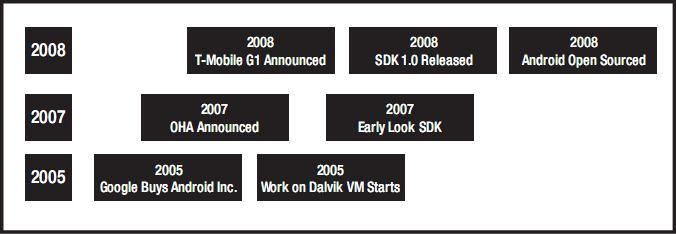 2008
2008
T-Mobile G1 Announced
2008
SDK 1.0 Released
2008
Android Open Sourced
2007
2007
OHA Announced
2007
Early Look SDK
2005
2005
Google Buys Android Inc.
2005
Work on Dalvik VM Starts